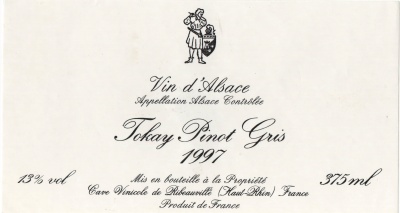 Vin d'Alsace
Appellation Alsace Contrôlée
Tokay Pinot Gris
1997
13% vol Mis en bouteille à la Propriété 375 ml
Cave Vinicole de Ribeauvillé (Haut-Rhin) France
Produit de France